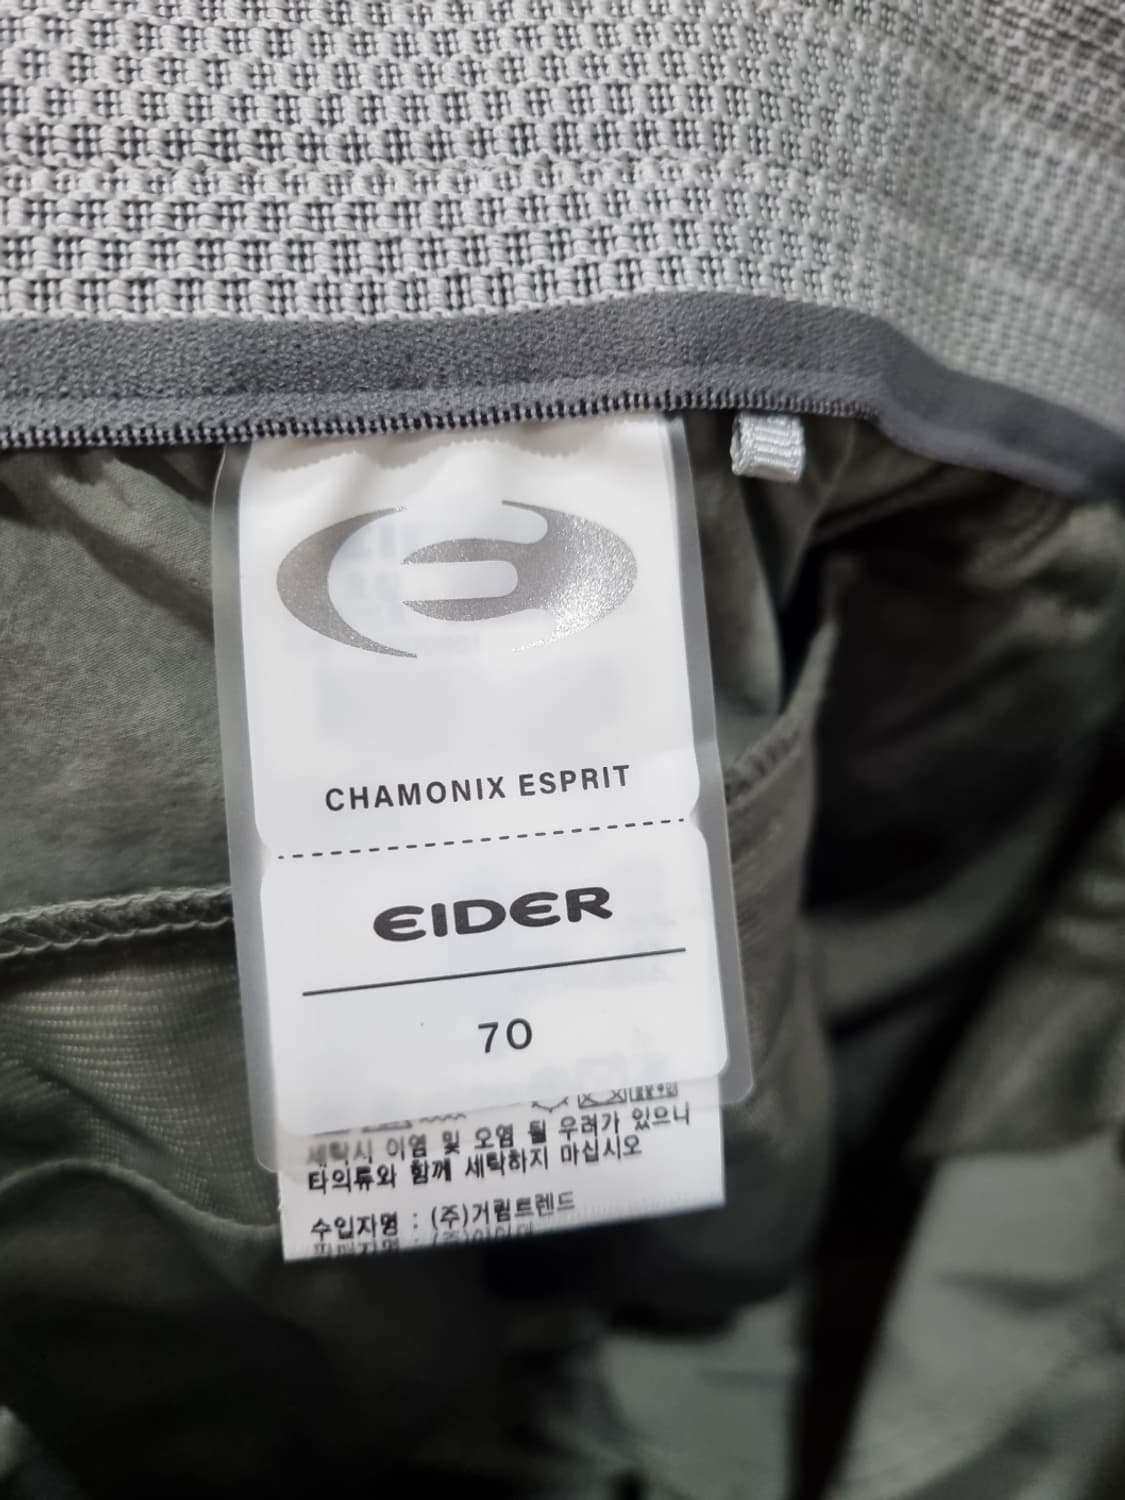 CHAMONIX ESPRIT
EIDER
70
세탁시 이염 및 오염 될 우려가 있으니
타의류와 함께 세탁하지 마십시오
수입자명 : (주)거림트렌드